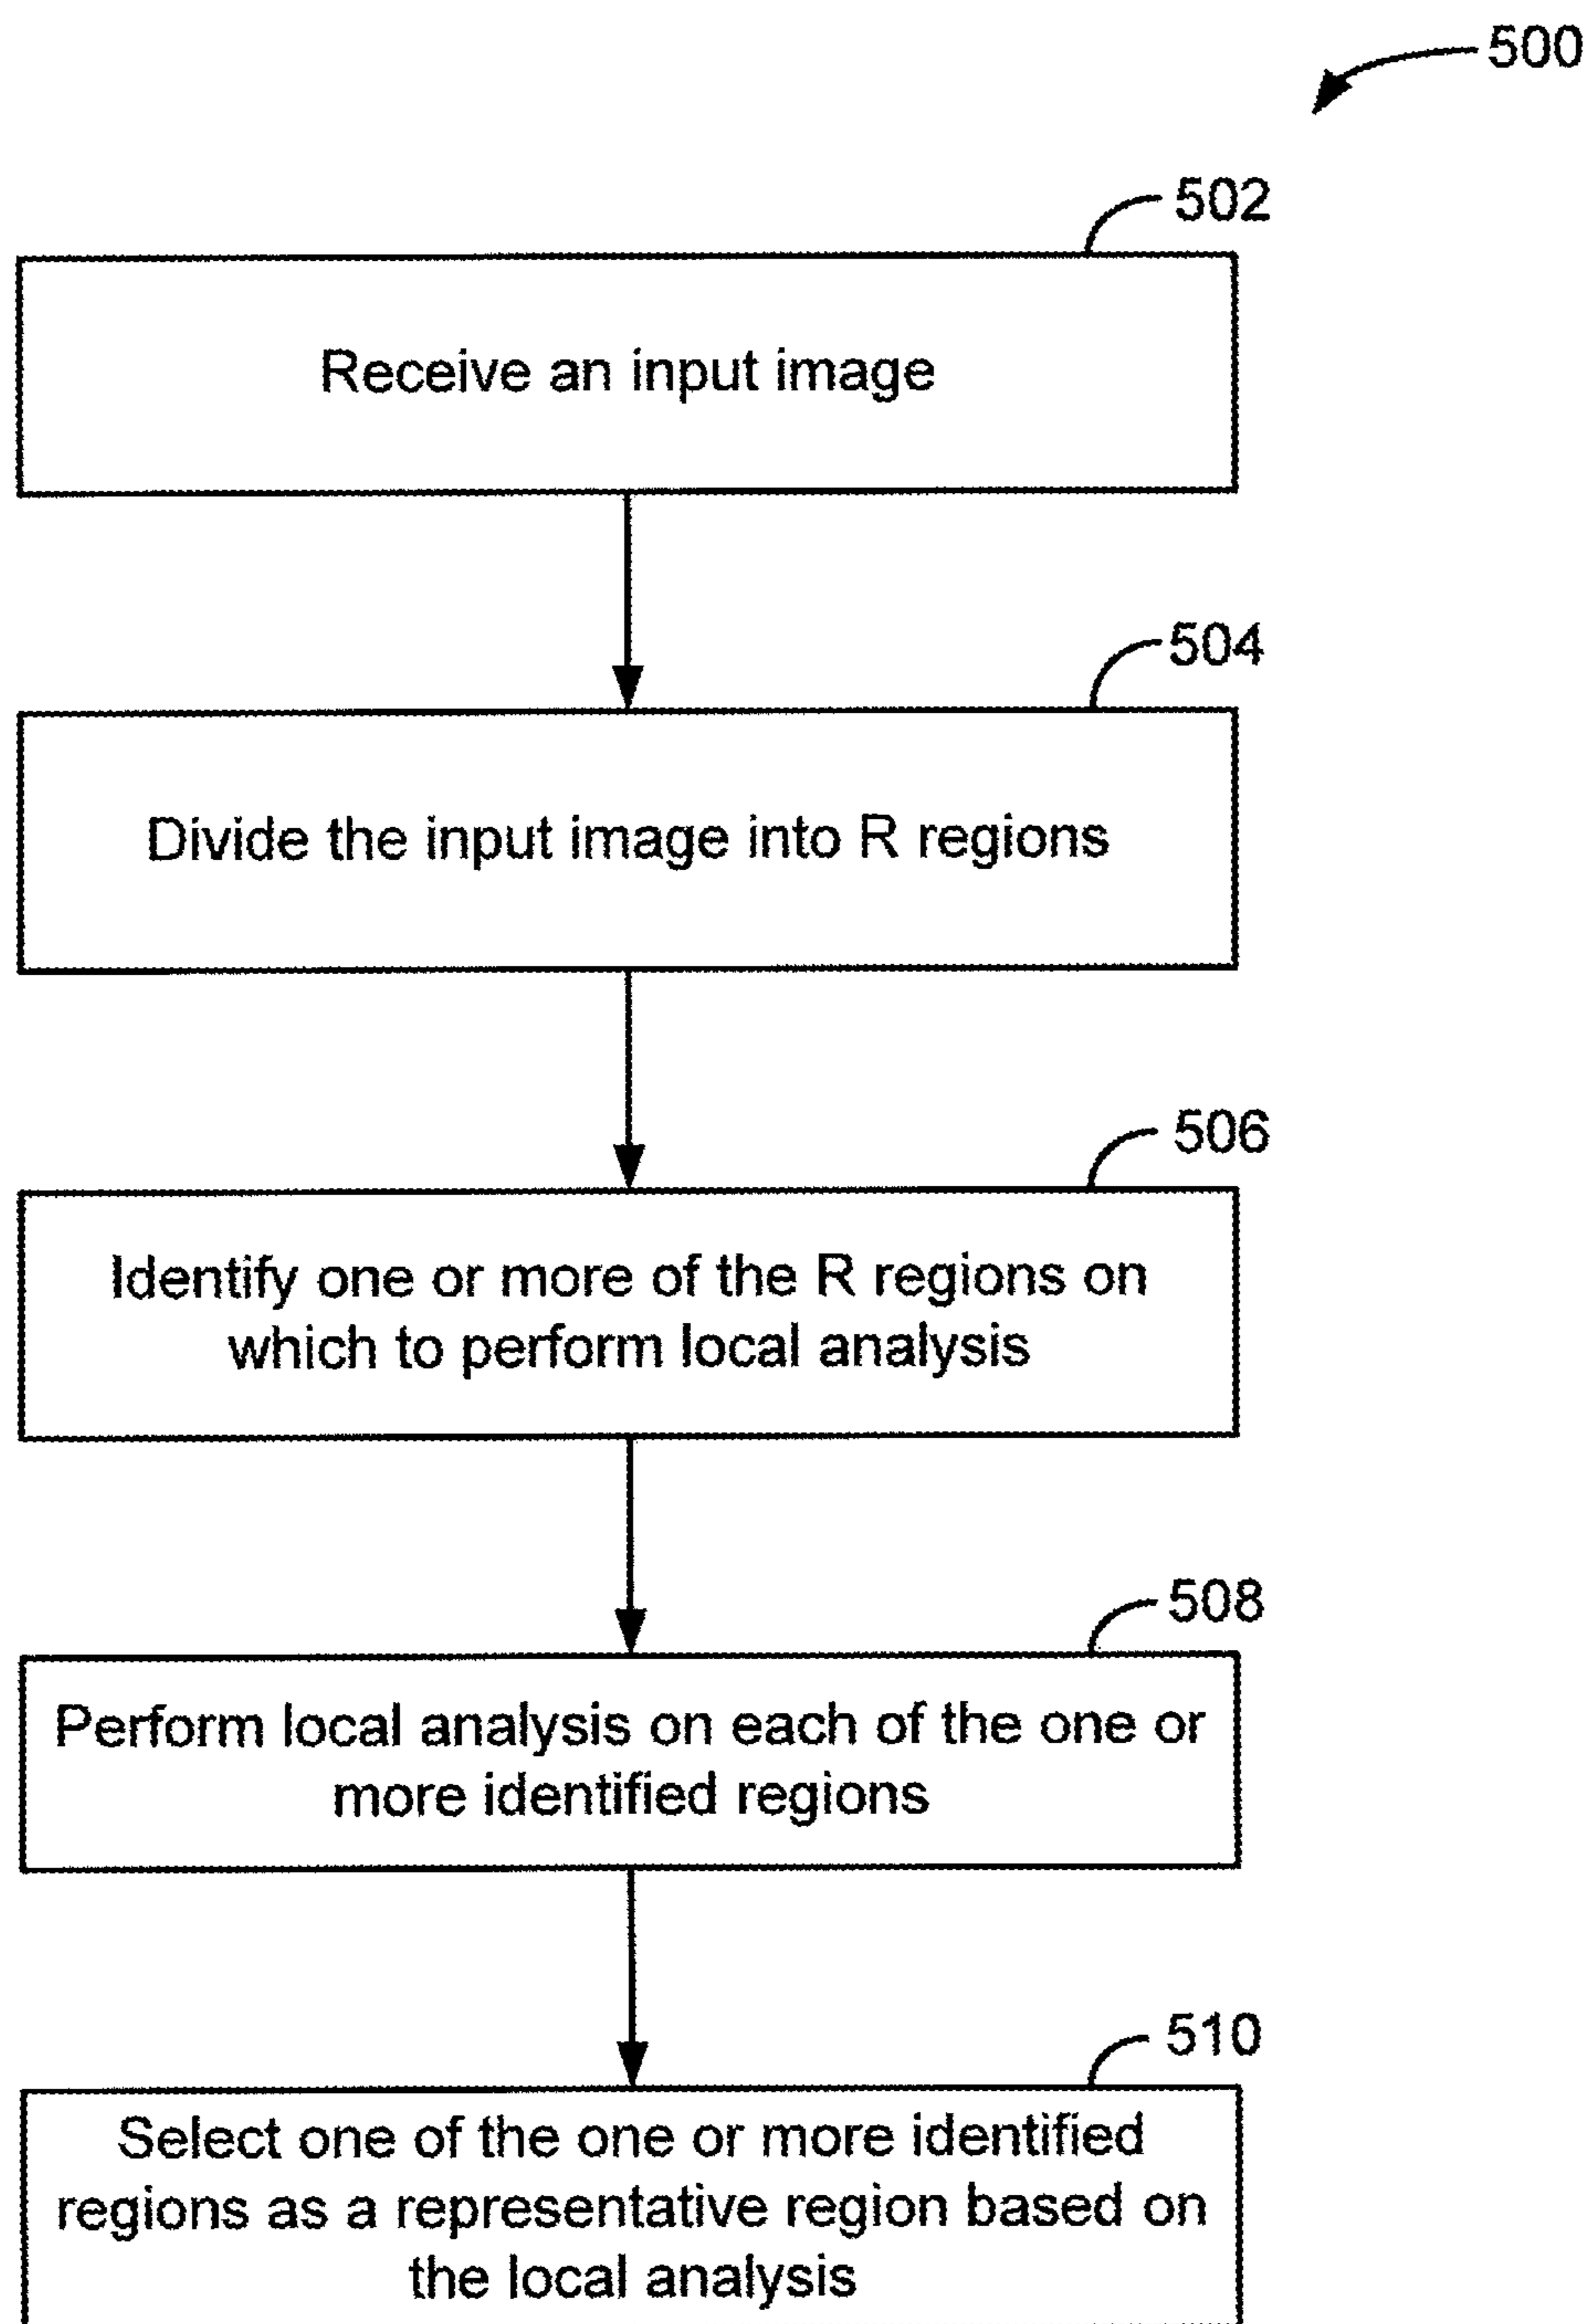 500
502
Receive an input image
504
Divide the input image into R regions
506
Identify one or more of the R regions on
which to perform local analysis
508
Perform local analysis on each of the one or
more identified regions
510
Select one of the one or more identified
regions as a representative region based on
the local analysis